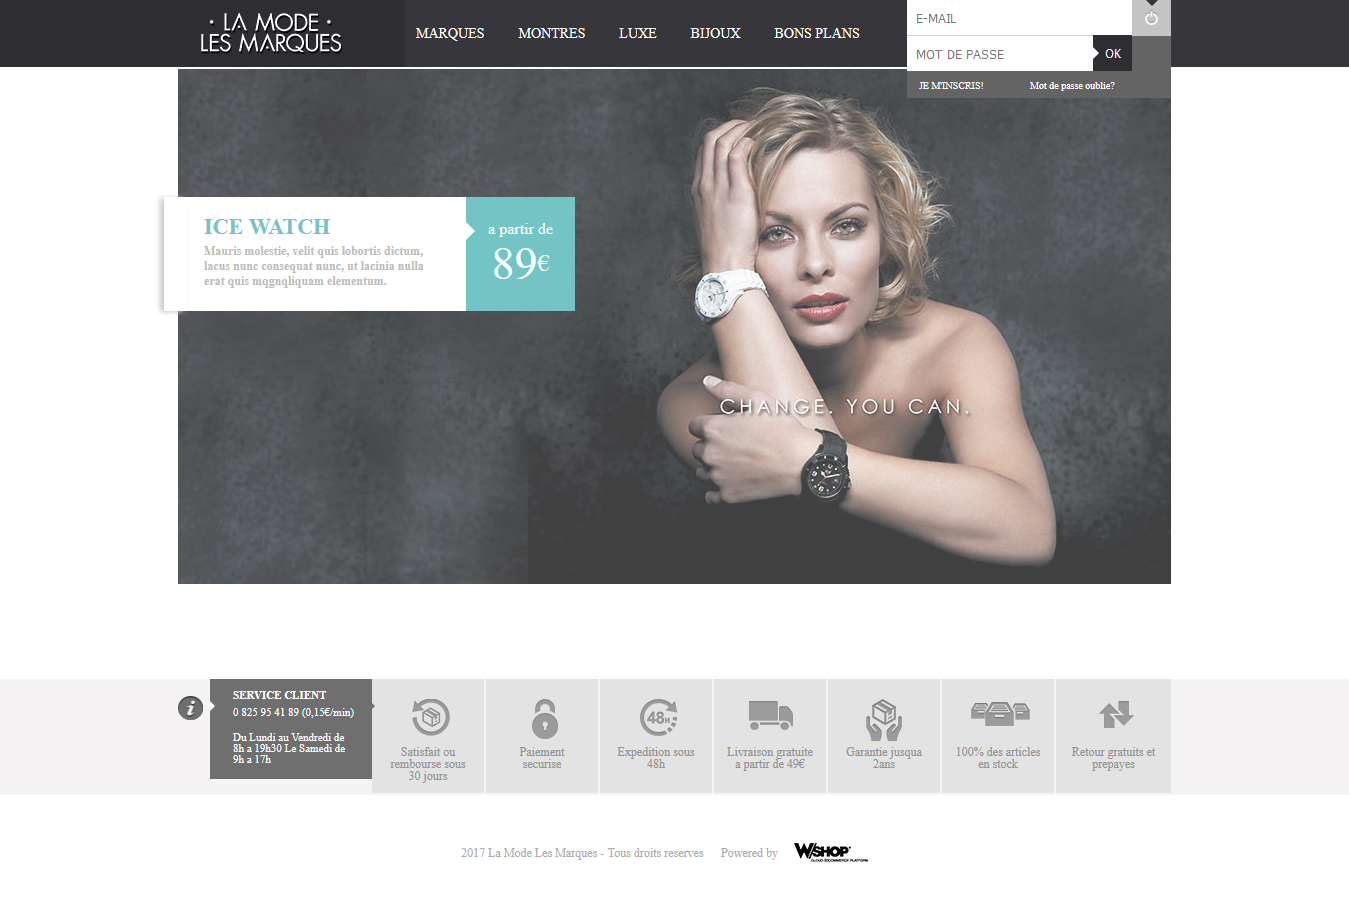 LA MODE
LES MARQUES
MARQUES
MONTRES
LUXE
BIJOUX
BONS PLANS
E-MAIL
MOT DE PASSE
OK
JE M'INSCRIS!
Mot de passe oublie?
ICE WATCH
Mauris molestie, velit quis lobortis dictum,
lacus nunc consequat nunc, ut lacinia nulla
erat quis mqgnqliquam elementum.
a partir de
89€
CHANGE. YOU CAN.
SERVICE CLIENT
0 825 95 41 89 (0,15€/min)
Du Lundi au Vendredi de
8h a 19h30 Le Samedi de
9h a 17h
Satisfait ou
rembourse sous
30 jours
Paiement
securise
48H
Expedition sous
48h
Livraison gratuite
a partir de 49€
Garantie jusqua
2ans
100% des articles
en stock
Retour gratuits et
prepayes
2017 La Mode Les Marques - Tous droits reserves
Powered by
WSHOP
CLOUD ECOMMERCE PLATFORM